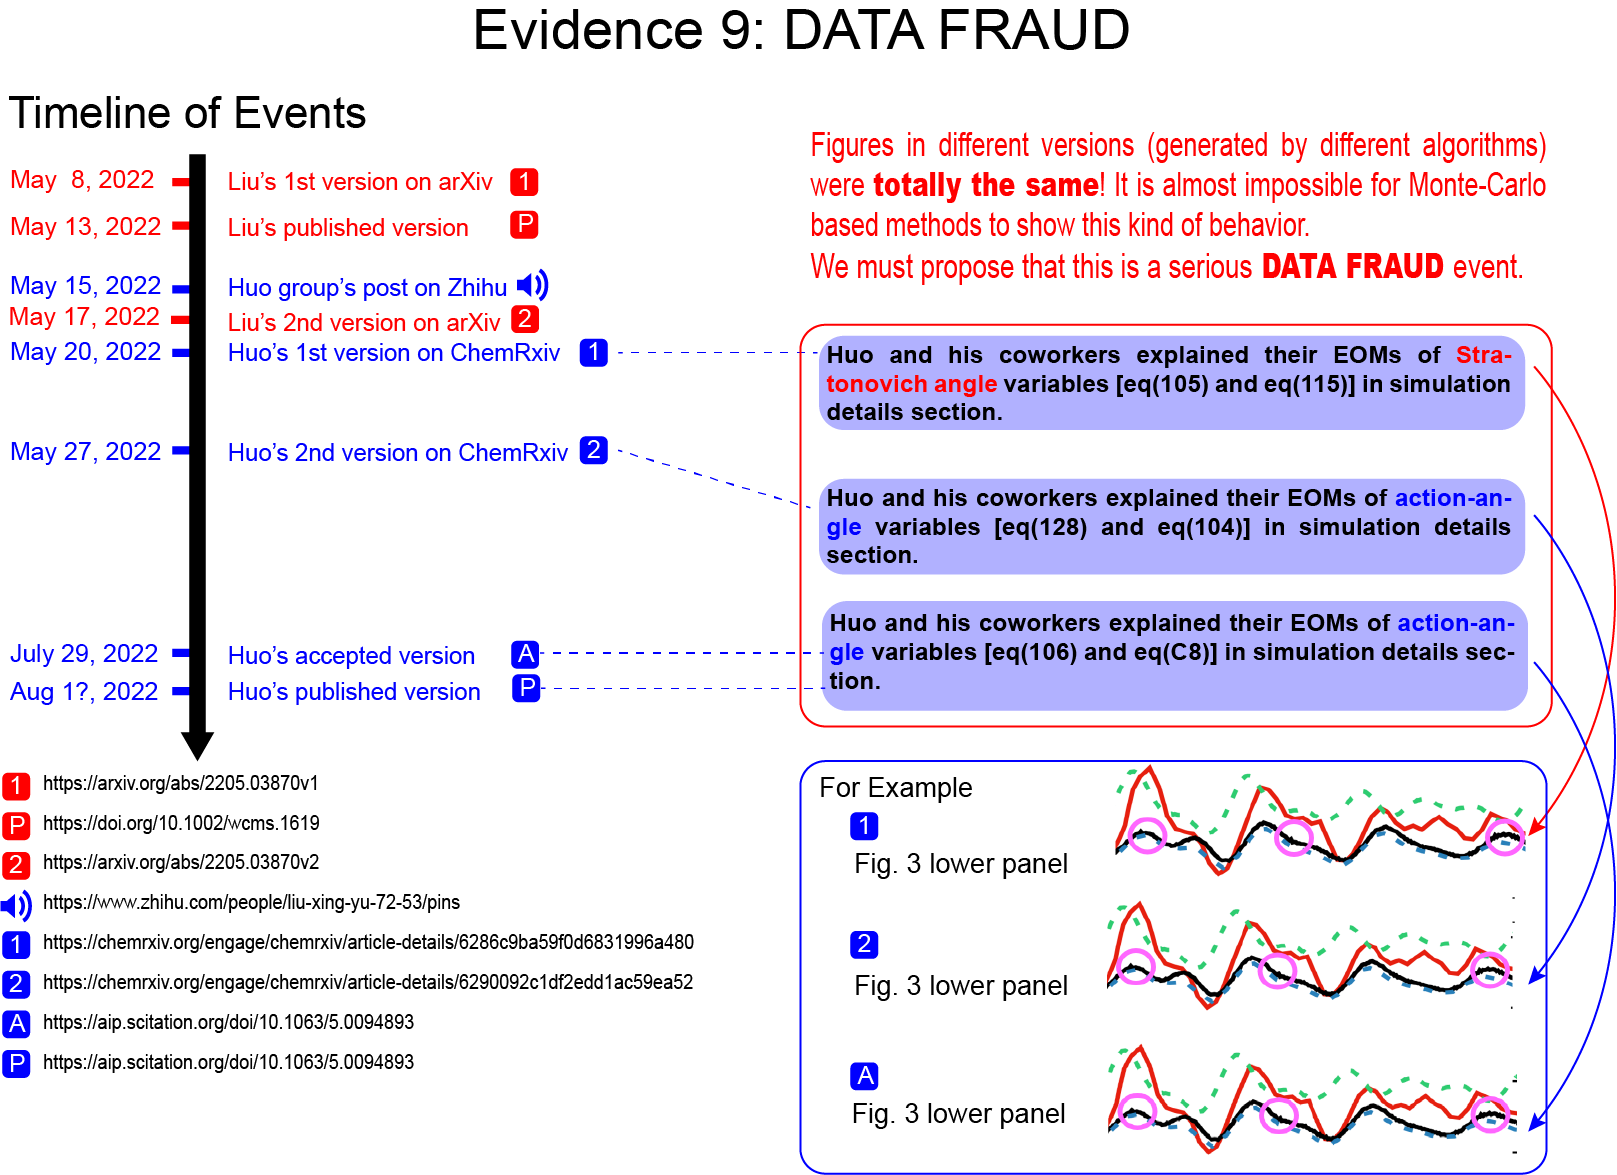 Evidence 9: DATA FRAUD
Timeline of Events
May 8, 2022
Liu's 1st version on arXiv
1
May 13, 2022
Liu's published version
P
May 15, 2022
Huo group's post on Zhihu
May 17, 2022
Liu's 2nd version on arXiv
2
May 20, 2022
Huo's 1st version on ChemRxiv
1
May 27, 2022
Huo's 2nd version on ChemRxiv
2
July 29, 2022
Huo's accepted version
A
Aug 1?, 2022
Huo's published version
P
1 https://arxiv.org/abs/2205.03870v1
P https://doi.org/10.1002/wcms.1619
2 https://arxiv.org/abs/2205.03870v2
https://www.zhihu.com/people/liu-xing-yu-72-53/pins
1 https://chemrxiv.org/engage/chemrxiv/article-details/6286c9ba59f0d6831996a480
2 https://chemrxiv.org/engage/chemrxiv/article-details/6290092c1df2edd1ac59ea52
A https://aip.scitation.org/doi/10.1063/5.0094893
P https://aip.scitation.org/doi/10.1063/5.0094893
Figures in different versions (generated by different algorithms)
were totally the same! It is almost impossible for Monte-Carlo
based methods to show this kind of behavior.
We must propose that this is a serious DATA FRAUD event.
Huo and his coworkers explained their EOMs of Stra-
tonovich angle variables [eq(105) and eq(115)] in simulation
details section.
Huo and his coworkers explained their EOMs of action-an-
gle variables [eq(128) and eq(104)] in simulation details
section.
Huo and his coworkers explained their EOMs of action-an-
gle variables [eq(106) and eq(C8)] in simulation details sec-
tion.
For Example
1
Fig. 3 lower panel
2
Fig. 3 lower panel
A
Fig. 3 lower panel